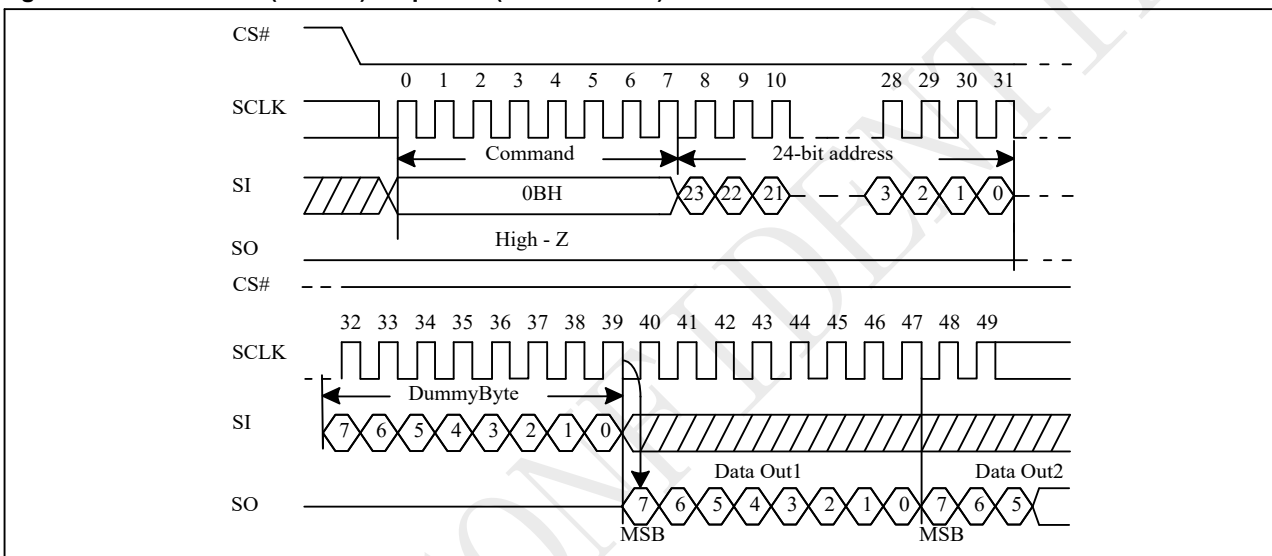 CS#
0 1 2 3 4 5 6 7 8 9 10 28 29 30 31
SCLK
Command 24-bit address
SI 0BH 23 22 21 3 2 1 0
High - Z
SO
CS#
32 33 34 35 36 37 38 39 40 41 42 43 44 45 46 47 48 49
SCLK
DummyByte
SI 7 6 5 4 3 2 1 0
Data Out1 Data Out2
SO 7 6 5 4 3 2 1 0 7 6 5
MSB MSB